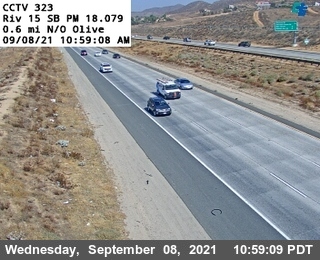 CCTV 323
Riv 15 SB PM 18.079
0.6 mi N/O Olive
09/08/21 10:59:08 AM
Wednesday, September 08, 2021 10:59:09 PDT